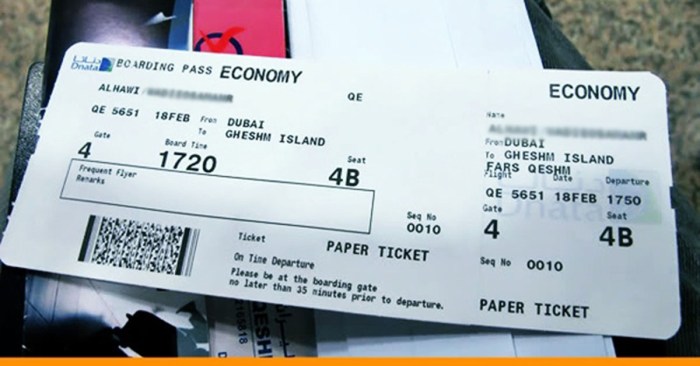 Dnata BOARDING PASS ECONOMY
ALHAWI
QE
QE 5651 18FEB From DUBAI
To GHESHM ISLAND
Gate Board Time Seat
4 1720 4B
Frequent Flyer
Remarks
Seq No
0010
Ticket PAPER TICKET
On Time Departure
Please be at the boarding gate
no later than 35 minutes prior to departure.
ECONOMY
Name
From DUBAI
To GHESHM ISLAND
FARS QESHM
Flight Date Departure
QE 5651 18FEB 1750
Gate Seat
4 4B
Seq No 0010
PAPER TICKET
Dnata